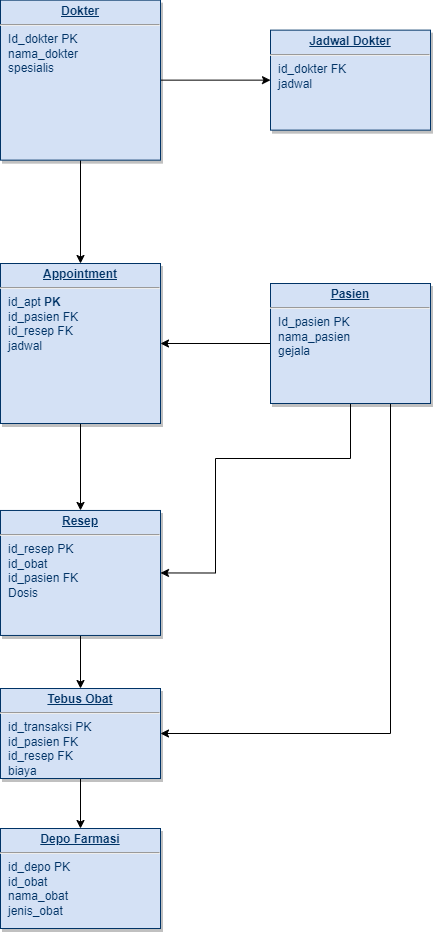 Dokter
Id_dokter PK
nama_dokter
spesialis
Jadwal Dokter
id_dokter FK
jadwal
Appointment
id_apt PK
id_pasien FK
id_resep FK
jadwal
Pasien
Id_pasien PK
nama_pasien
gejala
Resep
id_resep PK
id_obat
id_pasien FK
Dosis
Tebus Obat
id_transaksi PK
id_pasien FK
id_resep FK
biaya
Depo Farmasi
id_depo PK
id_obat
nama_obat
jenis_obat